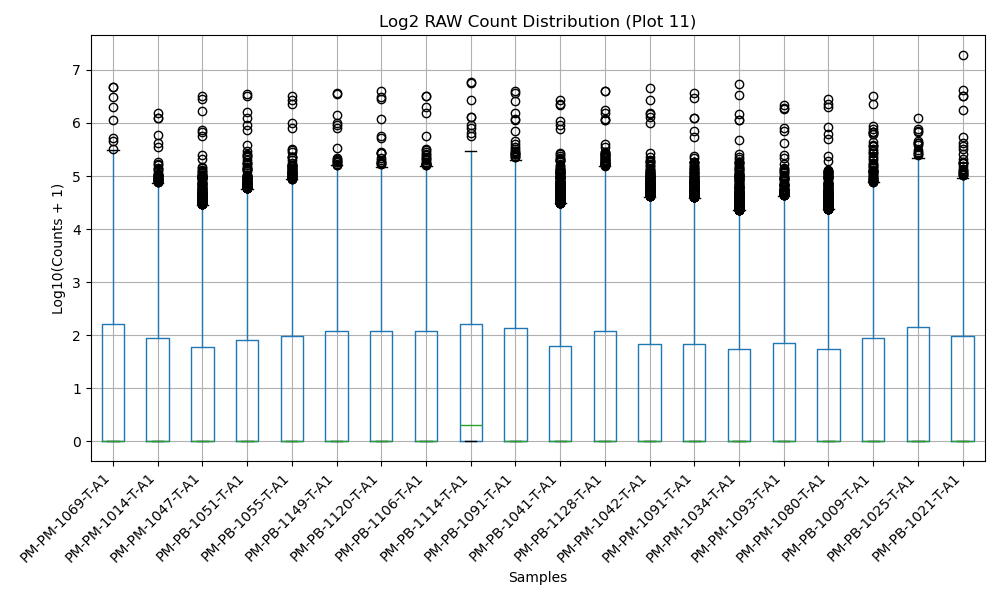 Log2 RAW Count Distribution (Plot 11)
Log10(Counts + 1)
7
6
5
4
3
2
1
0
PM-PM-1069-T-A1
PM-PM-1014-T-A1
PM-PM-1047-T-A1
PM-PB-1051-T-A1
PM-PB-1055-T-A1
PM-PB-1149-T-A1
PM-PB-1120-T-A1
PM-PB-1106-T-A1
PM-PB-1114-T-A1
PM-PB-1091-T-A1
PM-PB-1041-T-A1
PM-PB-1128-T-A1
PM-PM-1042-T-A1
PM-PM-1091-T-A1
PM-PM-1034-T-A1
PM-PM-1093-T-A1
PM-PM-1080-T-A1
PM-PB-1009-T-A1
PM-PB-1025-T-A1
PM-PB-1021-T-A1
Samples